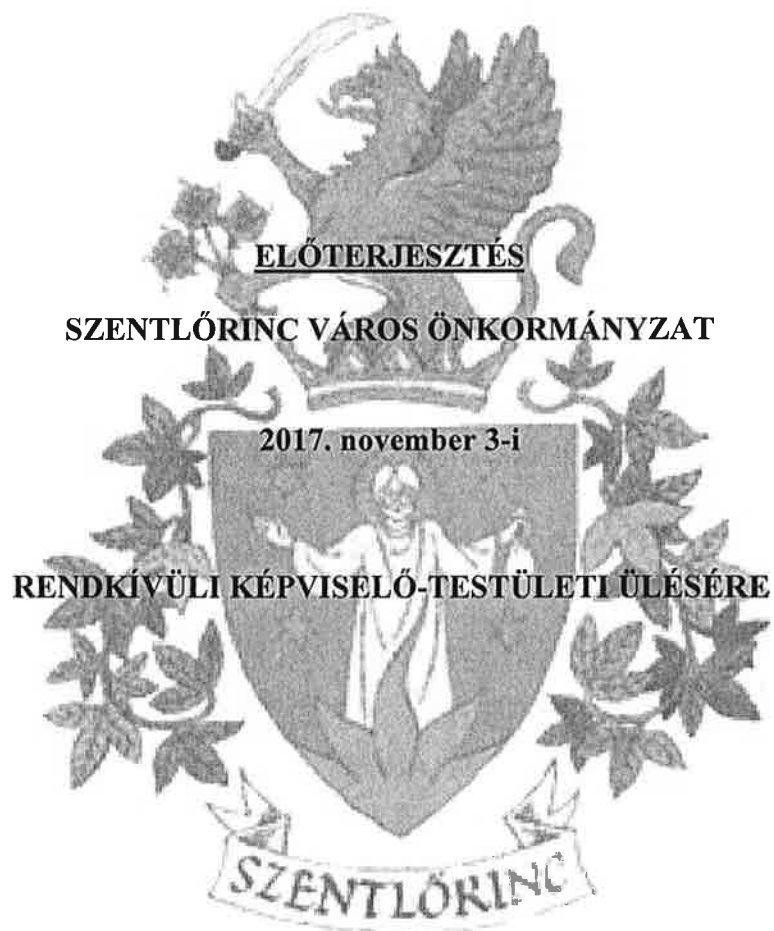 ELŐTERJESZTÉS
SZENTLŐRINC VÁROS ÖNKORMÁNYZAT
2017. november 3-i
RENDKÍVÜLI KÉPVISELŐ-TESTÜLETI ÜLÉSÉRE
SZENTLŐRINC